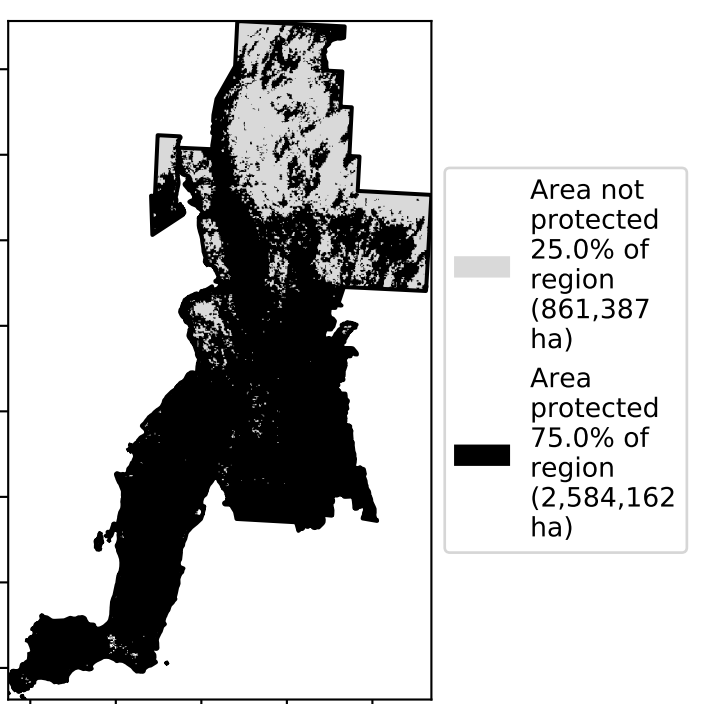 Area not
protected
25.0% of
region
(861,387
ha)
Area
protected
75.0% of
region
(2,584,162
ha)